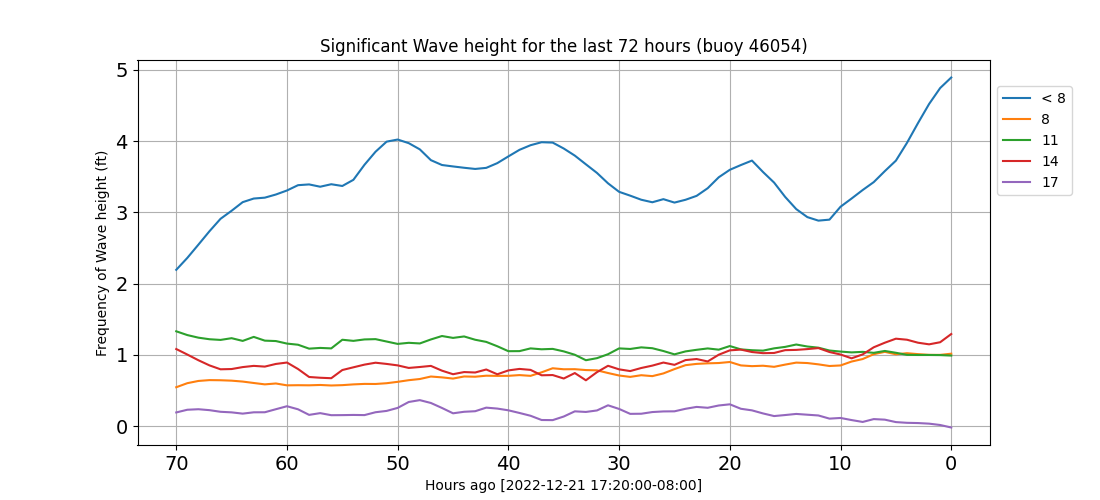 Significant Wave height for the last 72 hours (buoy 46054)
Frequency of Wave height (ft)
5
4
3
2
1
0
70 60 50 40 30 20 10 0
Hours ago [2022-12-21 17:20:00-08:00]
< 8
8
11
14
17